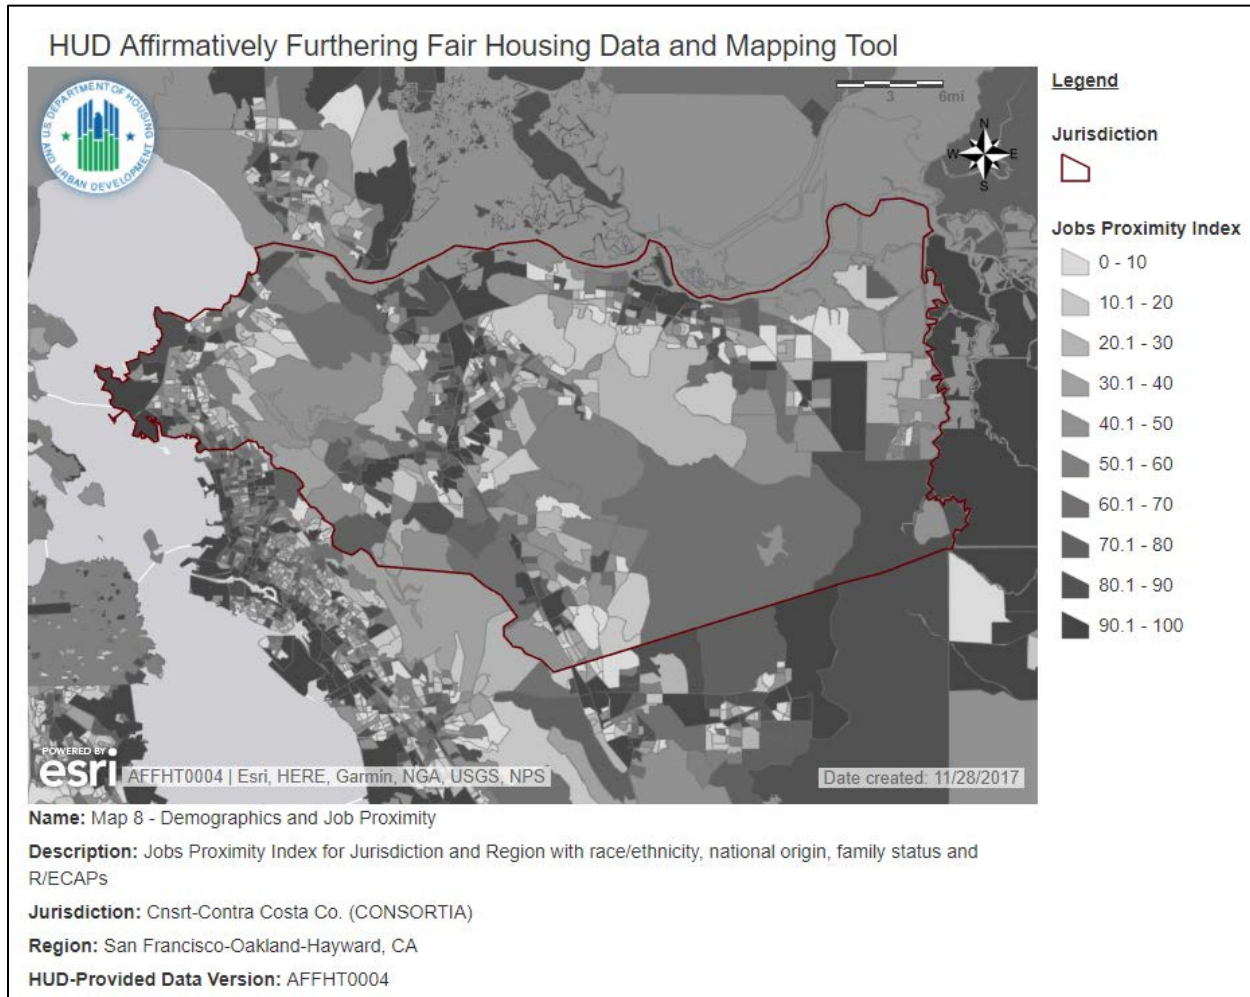 HUD Affirmatively Furthering Fair Housing Data and Mapping Tool
U.S. DEPARTMENT OF HOUSING
AND URBAN DEVELOPMENT
3 6mi
N
W E
S
Legend
Jurisdiction
Jobs Proximity Index
0 - 10
10.1 - 20
20.1 - 30
30.1 - 40
40.1 - 50
50.1 - 60
60.1 - 70
70.1 - 80
80.1 - 90
90.1 - 100
POWERED BY
esri
AFFHT0004 | Esri, HERE, Garmin, NGA, USGS, NPS
Date created: 11/28/2017
Name: Map 8 - Demographics and Job Proximity
Description: Jobs Proximity Index for Jurisdiction and Region with race/ethnicity, national origin, family status and
R/ECAPs
Jurisdiction: Cnsrt-Contra Costa Co. (CONSORTIA)
Region: San Francisco-Oakland-Hayward, CA
HUD-Provided Data Version: AFFHT0004